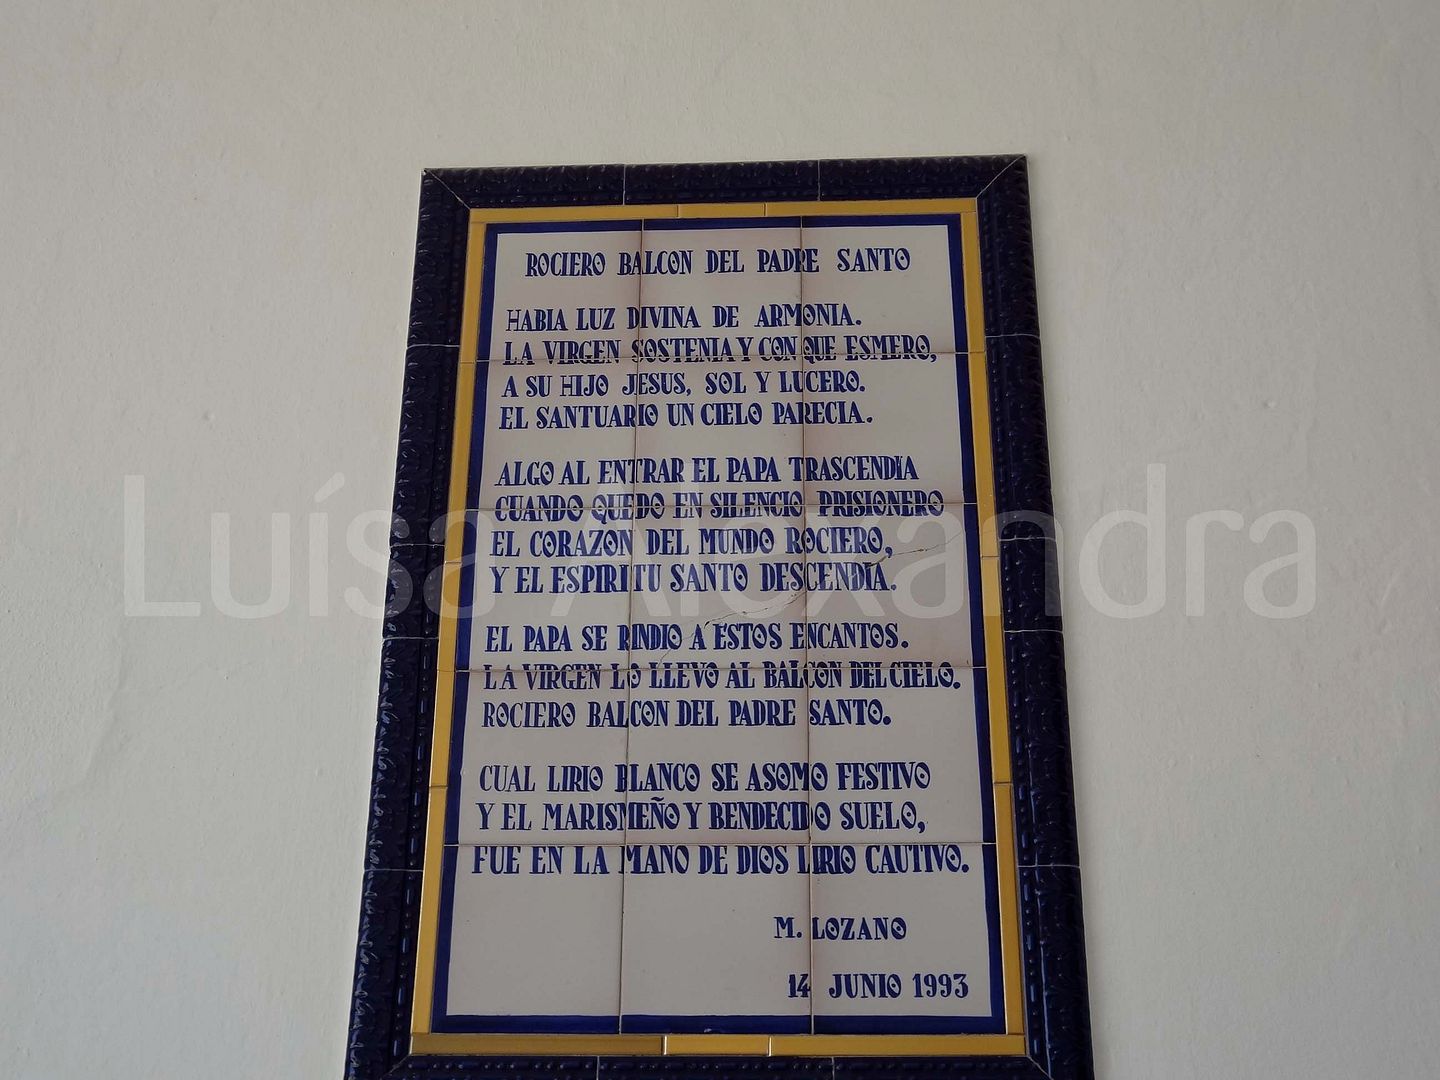 ROCIERO BALCON DEL PADRE SANTO
HABIA LUZ DIVINA DE ARMONIA.
LA VIRGEN SOSTENIA Y CON QUE ESMERO,
A SU HIJO JESUS, SOL Y LUCERO.
EL SANTUARIO UN CIELO PARECIA.
ALGO AL ENTRAR EL PAPA TRASCENDIA
CUANDO QUEDO EN SILENCIO PRISIONERO
EL CORAZON DEL MUNDO ROCIERO,
Y EL ESPIRITU SANTO DESCENDIA.
EL PAPA SE RINDIO A ESTOS ENCANTOS.
LA VIRGEN LO LLEVO AL BALCON DEL CIELO.
ROCIERO BALCON DEL PADRE SANTO.
CUAL LIRIO BLANCO SE ASOMO FESTIVO
Y EL MARISMEÑO Y BENDECIDO SUELO,
FUE EN LA MANO DE DIOS LIRIO CAUTIVO.
M. LOZANO
14 JUNIO 1993
Luísa Alexandra